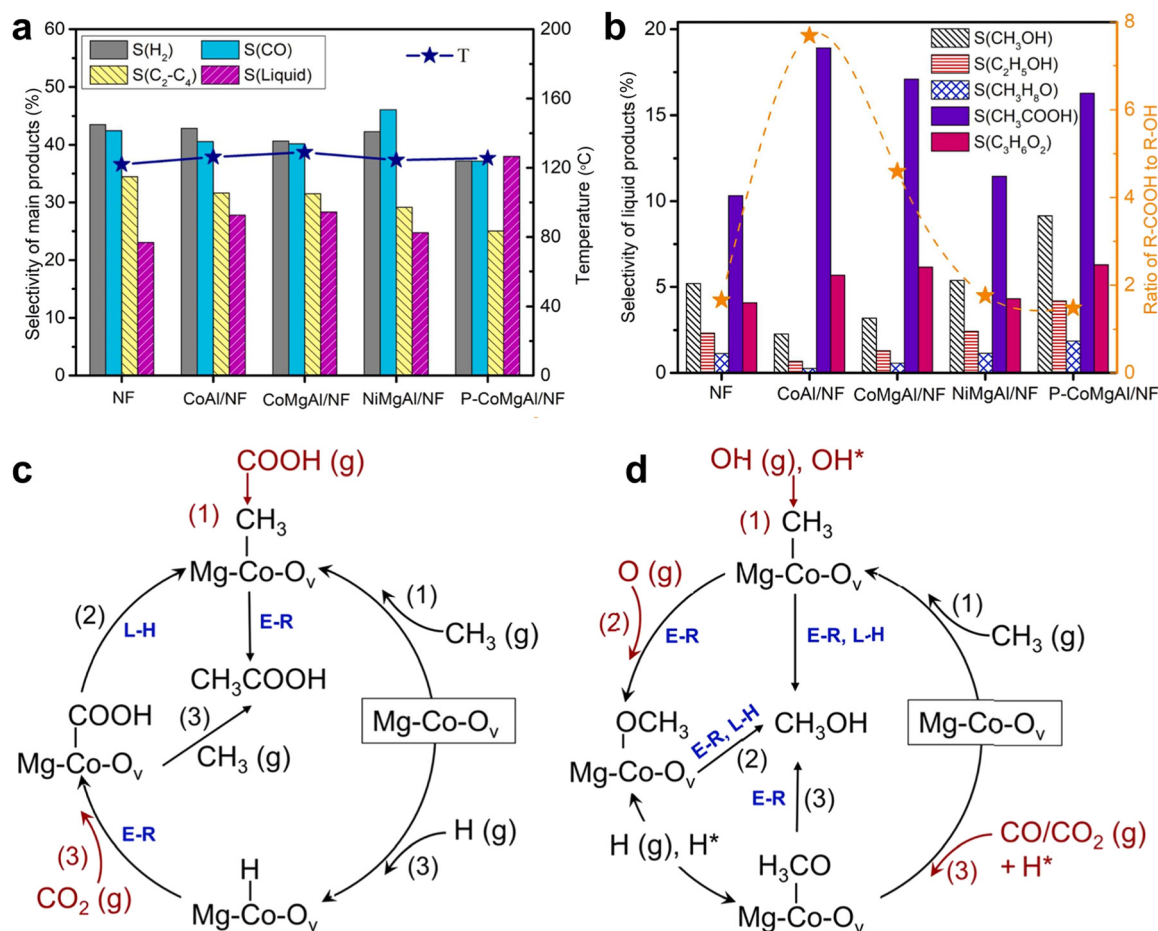 a
60
50
40
30
20
10
0
Selectivity of main products (%)
S(H₂)
S(CO)
S(C₂-C₄)
S(Liquid)
T
200
160
120
80
40
0
Temperature (°C)
NF
CoAl/NF
CoMgAl/NF
NiMgAl/NF
P-CoMgAl/NF
b
20
15
10
5
0
Selectivity of liquid products (%)
S(CH₃OH)
S(C₂H₅OH)
S(CH₃H₈O)
S(CH₃COOH)
S(C₃H₆O₂)
8
6
4
2
0
Ratio of R-COOH to R-OH
NF
CoAl/NF
CoMgAl/NF
NiMgAl/NF
P-CoMgAl/NF
c
COOH (g)
(1)
CH₃
Mg-Co-Oᵥ
(2)
L-H
E-R
(1)
CH₃ (g)
CH₃COOH
COOH
(3)
Mg-Co-Oᵥ
Mg-Co-Oᵥ
CH₃ (g)
E-R
H (g)
(3)
(3)
CO₂ (g)
H
Mg-Co-Oᵥ
d
OH (g), OH*
(1)
CH₃
Mg-Co-Oᵥ
O (g)
(2)
E-R
(1)
E-R, L-H
CH₃ (g)
OCH₃
E-R, L-H
CH₃OH
Mg-Co-Oᵥ
Mg-Co-Oᵥ
(2)
E-R
(3)
H (g), H*
CO/CO₂ (g)
+ H*
(3)
H₃CO
Mg-Co-Oᵥ